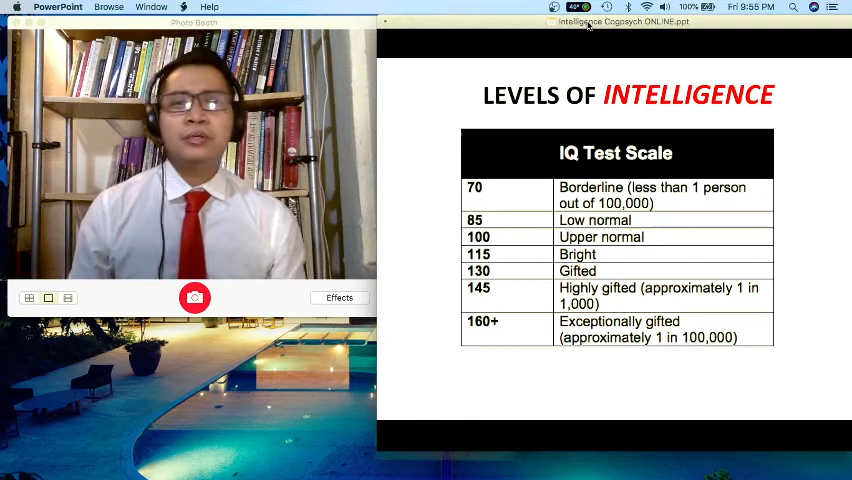 PowerPoint Browse Window Help 49° 100% Fri 9:55 PM
Photo Booth
Intelligence Cogpsych ONLINE.ppt
LEVELS OF INTELLIGENCE
IQ Test Scale
70 Borderline (less than 1 person
out of 100,000)
85 Low normal
100 Upper normal
115 Bright
130 Gifted
145 Highly gifted (approximately 1 in
1,000)
160+ Exceptionally gifted
(approximately 1 in 100,000)
Effects